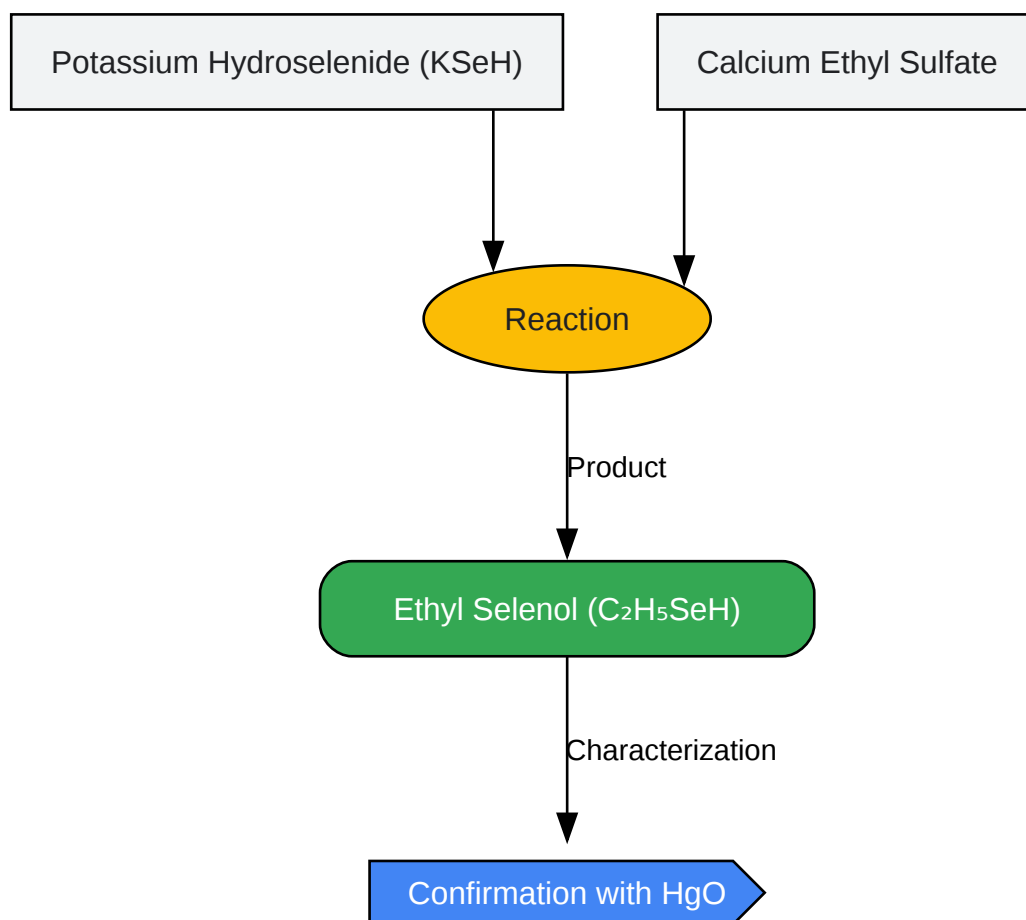 Potassium Hydroselenide (KSeH)
Calcium Ethyl Sulfate
Reaction
Product
Ethyl Selenol (C₂H₅SeH)
Characterization
Confirmation with HgO